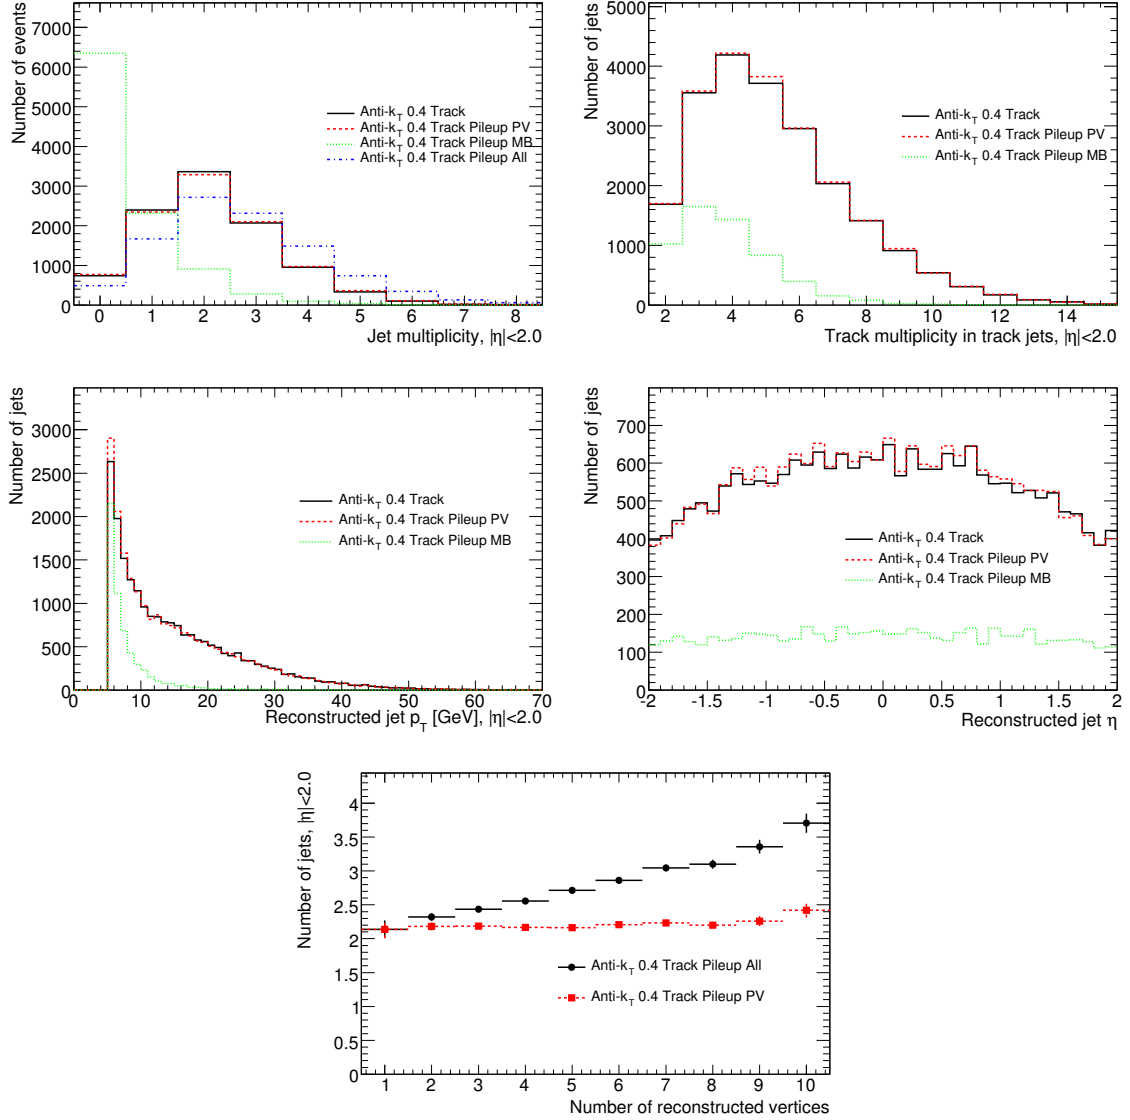 Number of events
7000
6000
5000
4000
3000
2000
1000
0
Anti-kT 0.4 Track
Anti-kT 0.4 Track Pileup PV
Anti-kT 0.4 Track Pileup MB
Anti-kT 0.4 Track Pileup All
0 1 2 3 4 5 6 7 8
Jet multiplicity, |η|<2.0
Number of jets
5000
4000
3000
2000
1000
0
Anti-kT 0.4 Track
Anti-kT 0.4 Track Pileup PV
Anti-kT 0.4 Track Pileup MB
2 4 6 8 10 12 14
Track multiplicity in track jets, |η|<2.0
Number of jets
3000
2500
2000
1500
1000
500
0
Anti-kT 0.4 Track
Anti-kT 0.4 Track Pileup PV
Anti-kT 0.4 Track Pileup MB
10 20 30 40 50 60 70
Reconstructed jet pT [GeV], |η|<2.0
Number of jets
700
600
500
400
300
200
100
0
Anti-kT 0.4 Track
Anti-kT 0.4 Track Pileup PV
Anti-kT 0.4 Track Pileup MB
-2 -1.5 -1 -0.5 0 0.5 1 1.5 2
Reconstructed jet η
Number of jets, |η|<2.0
4
3.5
3
2.5
2
1.5
1
0.5
0
Anti-kT 0.4 Track Pileup All
Anti-kT 0.4 Track Pileup PV
1 2 3 4 5 6 7 8 9 10
Number of reconstructed vertices